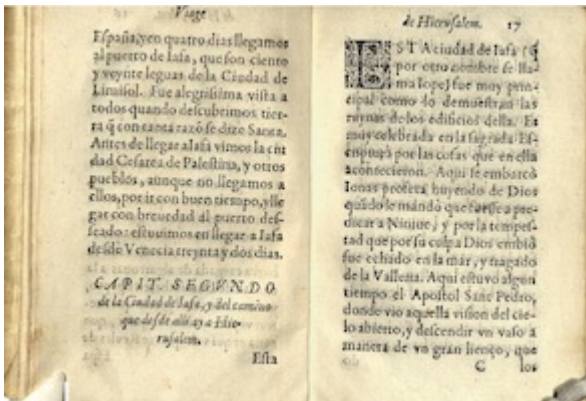 Viage
España, y en quatro dias llegamos
al puerto de Iafa, que son ciento
y veynte leguas de la Ciudad de
Limisol. Fue alegrissima vista a
todos quando descubrimos tier-
ra q̃ con tanta razõ se dize Santa.
Antes de llegar a Iafa vimos la ciu
dad Cesarea de Palestina, y otros
pueblos, aunque no llegamos a
ellos, por ir con buen tiempo, y lle
gar con breuedad al puerto des-
seado: estuuimos en llegar a Iafa
desde Venecia treynta y dos dias.
CAPIT. SEGVNDO
de la Ciudad de Iafa, y del camino
que desde alli ay a Hie-
rusalem.
Esta
de Hierusalem. 17
ESTA ciudad de Iafa (q̃
por otro nombre se lla-
ma Iope) fue muy prin-
cipal como lo demuestran las
ruynas de los edificios della. Es
muy celebrada en la sagrada Es-
critura por las cosas que en ella
acontecieron. Aqui se embarcò
Ionas profeta huyendo de Dios
quãdo le mandò que fuesse a pre-
dicar a Niniue, y por la tempes-
tad que por su culpa Dios embiò
fue echado en la mar, y tragado
de la Vallena. Aqui estuvo algun
tiempo el Apostol Sanc Pedro,
donde vio aquella vision del cie-
lo abierto, y descendir vn vaso a
manera de vn gran lienço, que
C los